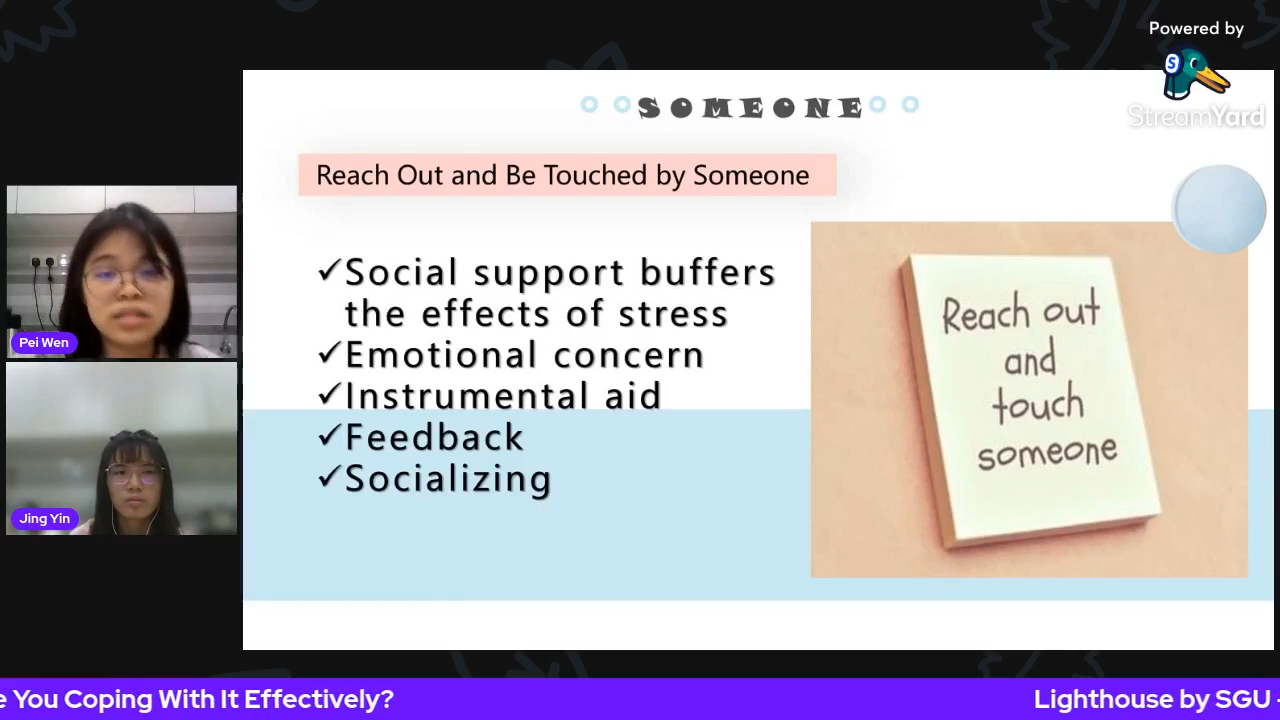 Powered by
S
StreamYard
SOMEONE
Reach Out and Be Touched by Someone
✓Social support buffers
the effects of stress
✓Emotional concern
✓Instrumental aid
✓Feedback
✓Socializing
Reach out
and
touch
someone
Pei Wen
Jing Yin
e You Coping With It Effectively?
Lighthouse by SGU -